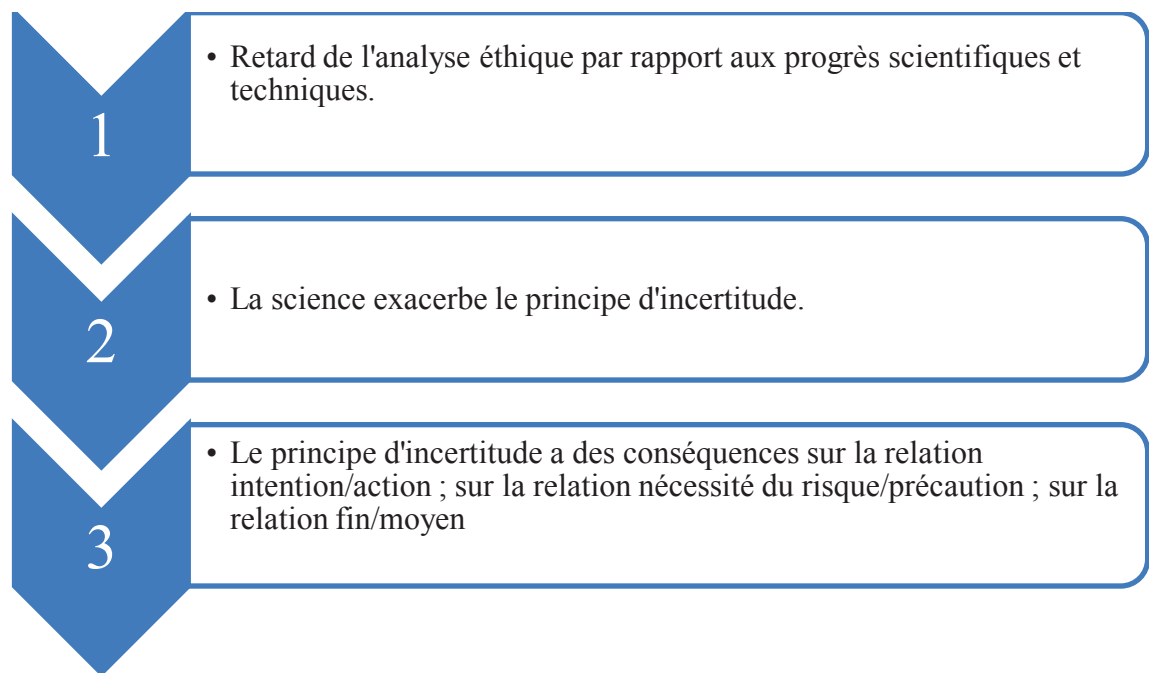 1
• Retard de l'analyse éthique par rapport aux progrès scientifiques et
techniques.
2
• La science exacerbe le principe d'incertitude.
3
• Le principe d'incertitude a des conséquences sur la relation
intention/action ; sur la relation nécessité du risque/précaution ; sur la
relation fin/moyen